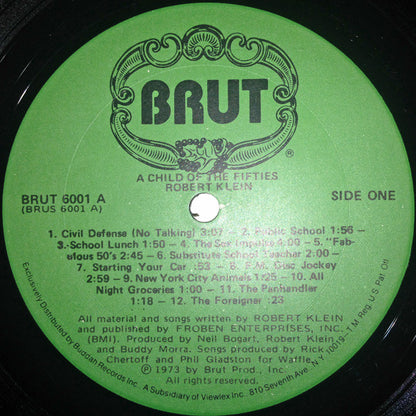 BRUT
®
A CHILD OF THE FIFTIES
ROBERT KLEIN
BRUT 6001 A
(BRUS 6001 A)
SIDE ONE
1. Civil Defense (No Talking) 3:07 – 2. Public School 1:56 –
3. School Lunch 1:50 – 4. The Sex Impulse 4:00 – 5. "Fab-
ulous 50's" 2:45 – 6. Substitute School Teacher 2:00 –
7. Starting Your Car :53 – 8. F.M. Disc Jockey
2:59 – 9. New York City Animals 1:25 – 10. All
Night Groceries 1:00 – 11. The Panhandler
1:18 – 12. The Foreigner :23
All material and songs written by ROBERT KLEIN
and published by FROBEN ENTERPRISES, INC.
(BMI). Produced by Neil Bogart, Robert Klein
and Buddy Morra. Songs produced by Rick
Chertoff and Phil Gladston for Waffle.
℗ 1973 by Brut Prod., Inc.
Exclusively Distributed by Buddah Records Inc. A Subsidiary of Viewlex Inc. 810 Seventh Ave. N.Y. 10019 – T.M. Reg. U.S. Pat. Off.